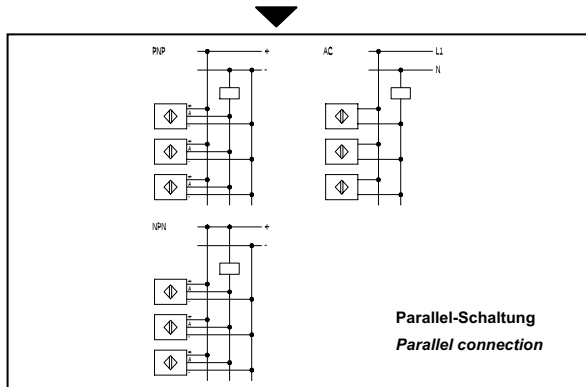 PNP +
-
+
A
-
+
A
-
+
A
-
AC L1
N
NPN +
-
+
A
-
+
A
-
+
A
-
Parallel-Schaltung
Parallel connection